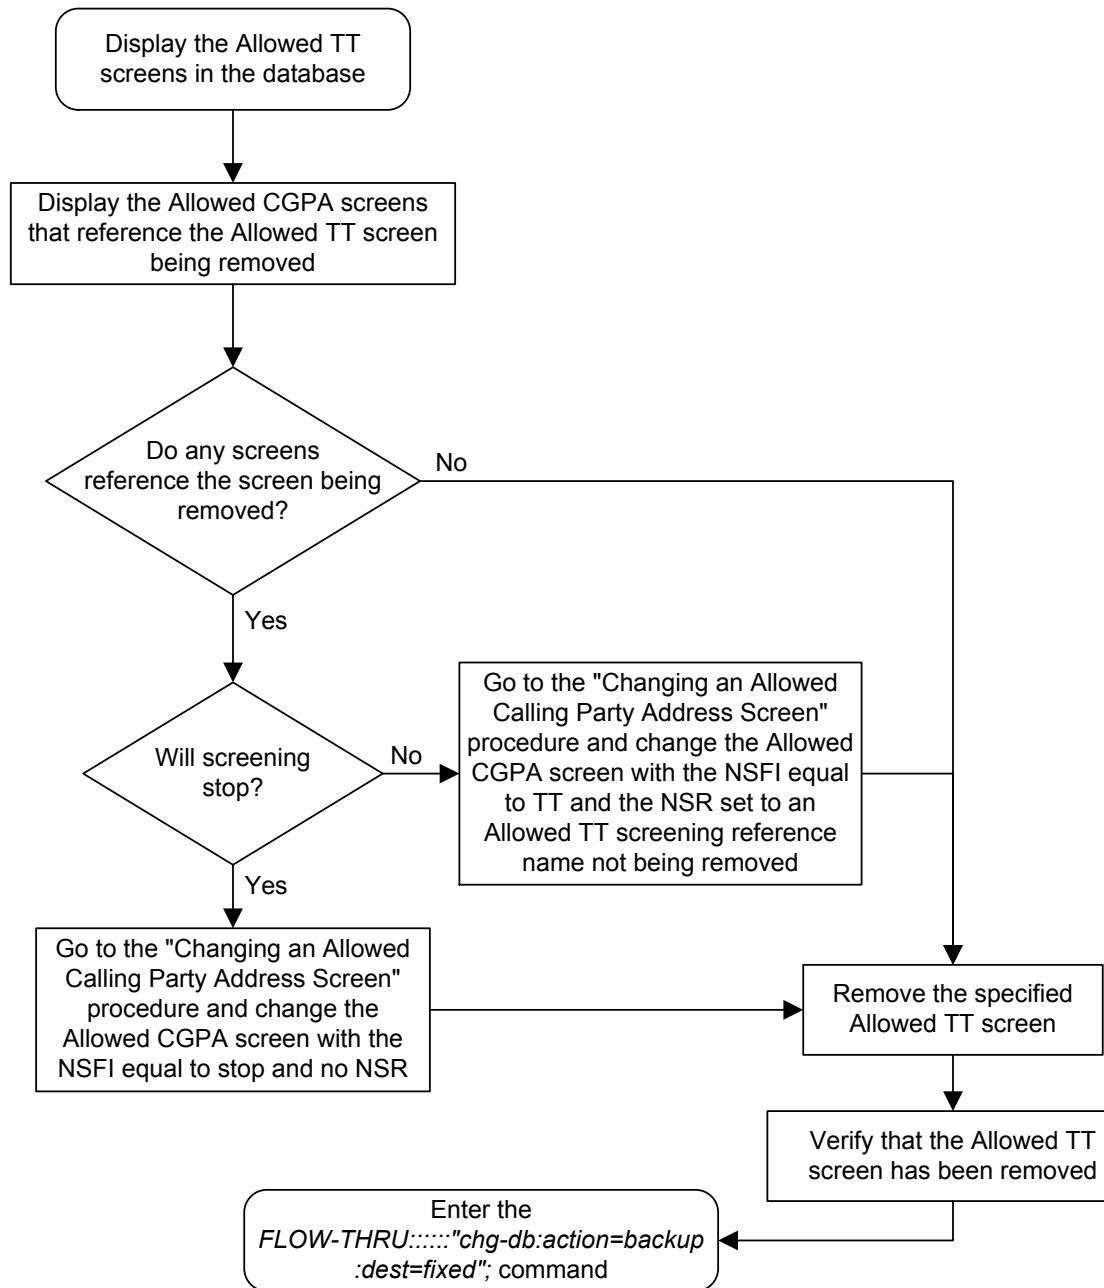 Display the Allowed TT
screens in the database
Display the Allowed CGPA screens
that reference the Allowed TT screen
being removed
Do any screens
reference the screen being
removed?
No
Yes
Will screening
stop?
No
Go to the "Changing an Allowed
Calling Party Address Screen"
procedure and change the Allowed
CGPA screen with the NSFI equal
to TT and the NSR set to an
Allowed TT screening reference
name not being removed
Yes
Go to the "Changing an Allowed
Calling Party Address Screen"
procedure and change the
Allowed CGPA screen with the
NSFI equal to stop and no NSR
Remove the specified
Allowed TT screen
Verify that the Allowed TT
screen has been removed
Enter the
FLOW-THRU::::::"chg-db:action=backup
:dest=fixed"; command